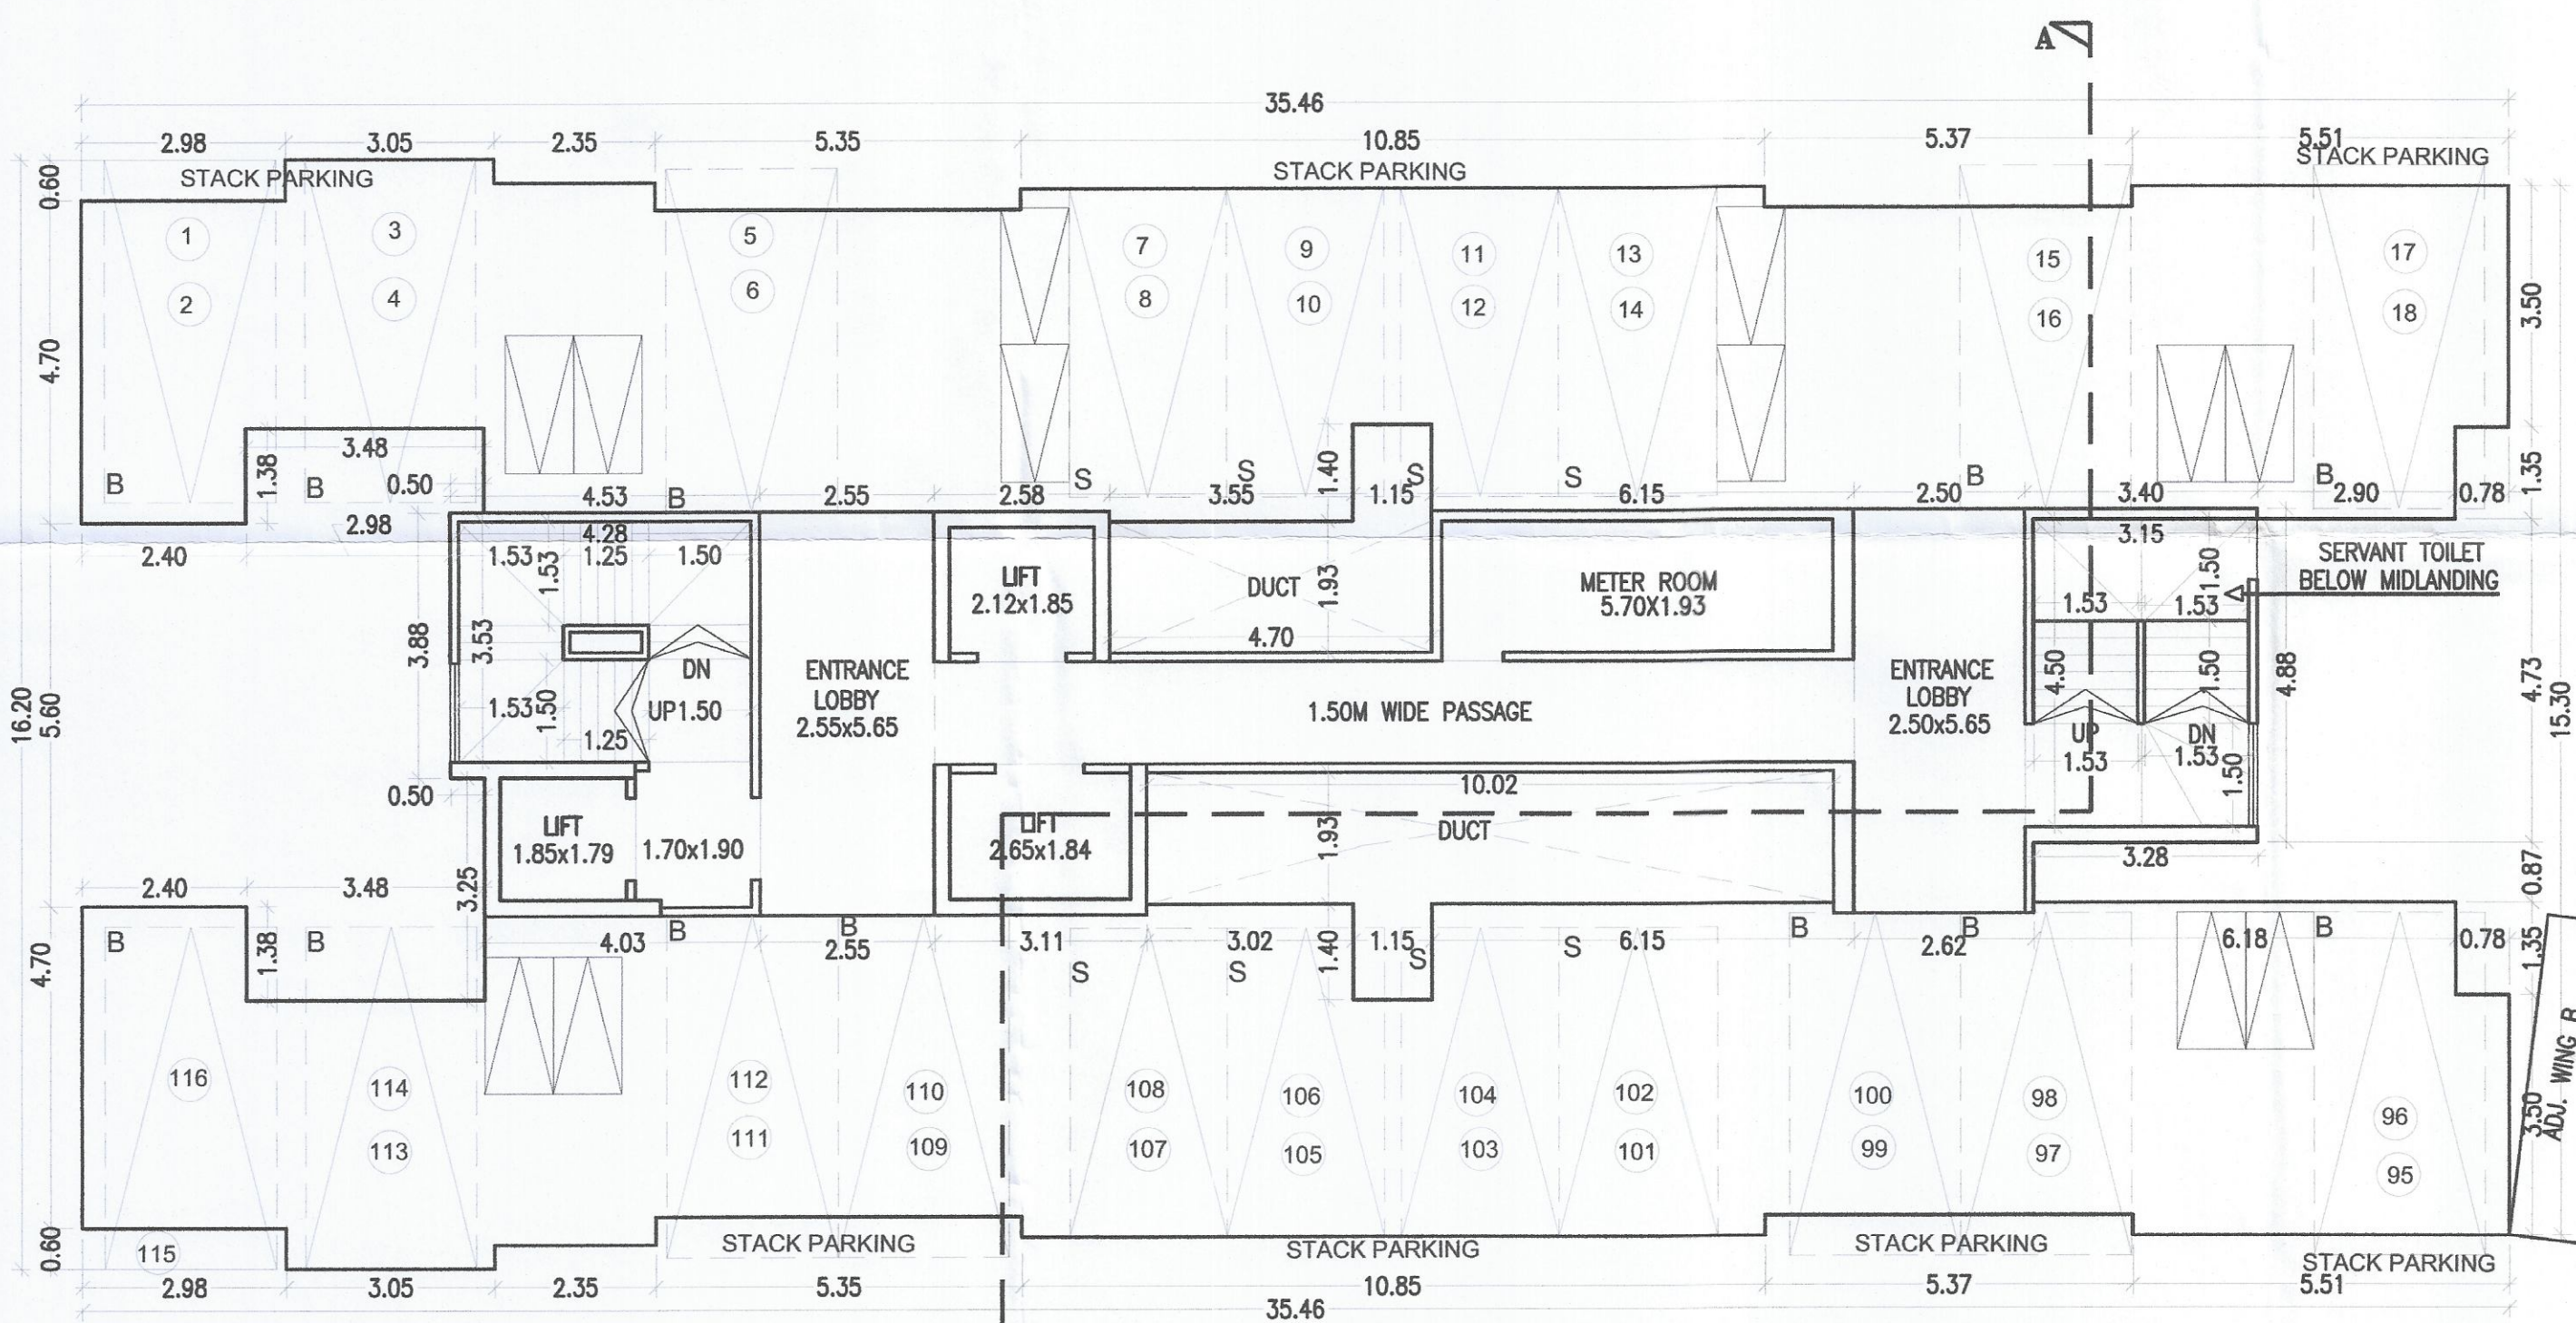 A
35.46
2.98 3.05 2.35 5.35 10.85 5.37 5.51
STACK PARKING STACK PARKING STACK PARKING
0.60
1 3 5 7 9 11 13 15 17
2 4 6 8 10 12 14 16 18
4.70 3.50
3.48
1.38 1.40 1.35
B B 0.50 B S S S S B B
4.53 2.55 2.58 3.55 1.15 6.15 2.50 3.40 2.90 0.78
2.98 4.28 3.15
2.40 1.53 1.25 1.50
1.53 1.93 1.50
SERVANT TOILET
BELOW MIDLANDING
LIFT
2.12x1.85
DUCT
METER ROOM
5.70X1.93
1.53 1.53
4.70
3.88 3.53
DN
UP 1.50
1.53 1.50
1.25
ENTRANCE
LOBBY
2.55x5.65
1.50M WIDE PASSAGE
ENTRANCE
LOBBY
2.50x5.65
4.50 1.50 4.88 4.73
UP DN
1.53 1.53
1.50
16.20 5.60 15.30
0.50
10.02
LIFT
1.85x1.79
1.70x1.90
LIFT
2.65x1.84
1.93
DUCT
3.28
0.87
2.40 3.48 3.25
B B B B B B B
4.03 2.55 3.11 3.02 1.15 6.15 2.62 6.18 0.78
1.38 1.40 1.35
S S S S
4.70 3.50
ADJ. WING B
116 114 112 110 108 106 104 102 100 98 96
113 111 109 107 105 103 101 99 97 95
0.60
115
STACK PARKING STACK PARKING STACK PARKING STACK PARKING
2.98 3.05 2.35 5.35 10.85 5.37 5.51
35.46